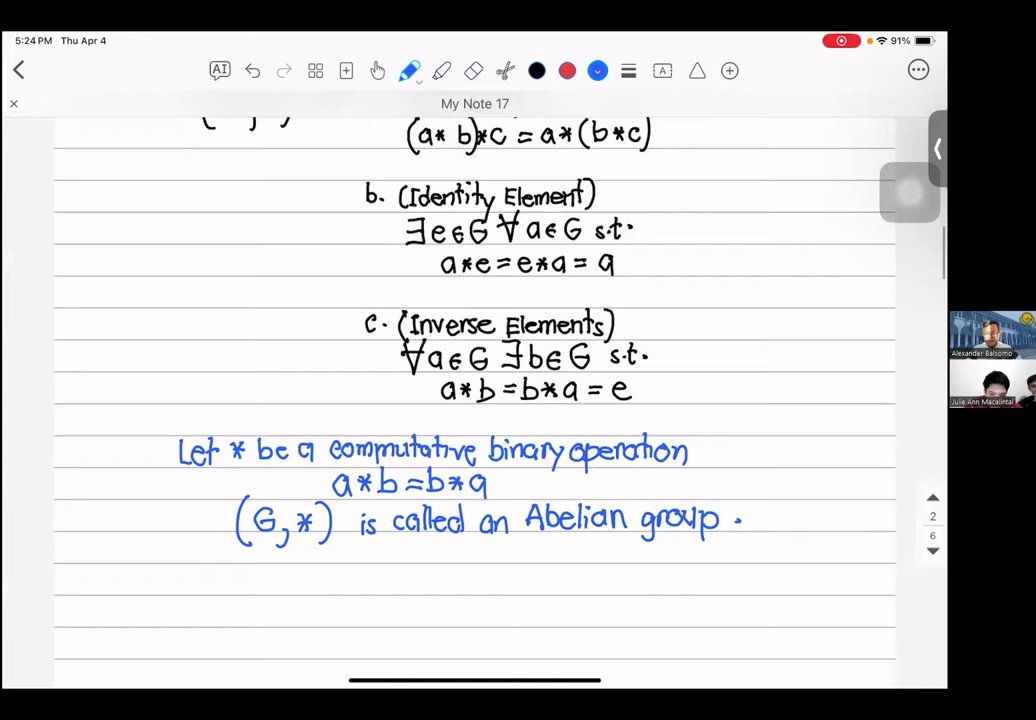 5:24 PM Thu Apr 4
91%
AI
A
My Note 17
(a * b)*c = a*(b*c)
b. (Identity Element)
∃e∈G ∀a∈G s.t.
a*e=e*a=a
c. (Inverse Elements)
∀a∈G ∃b∈G s.t.
a*b=b*a=e
Let * be a commutative binary operation
a*b=b*a
(G,*) is called an Abelian group.
2
6
Alexander Balsomo
Julie Ann Macalintal